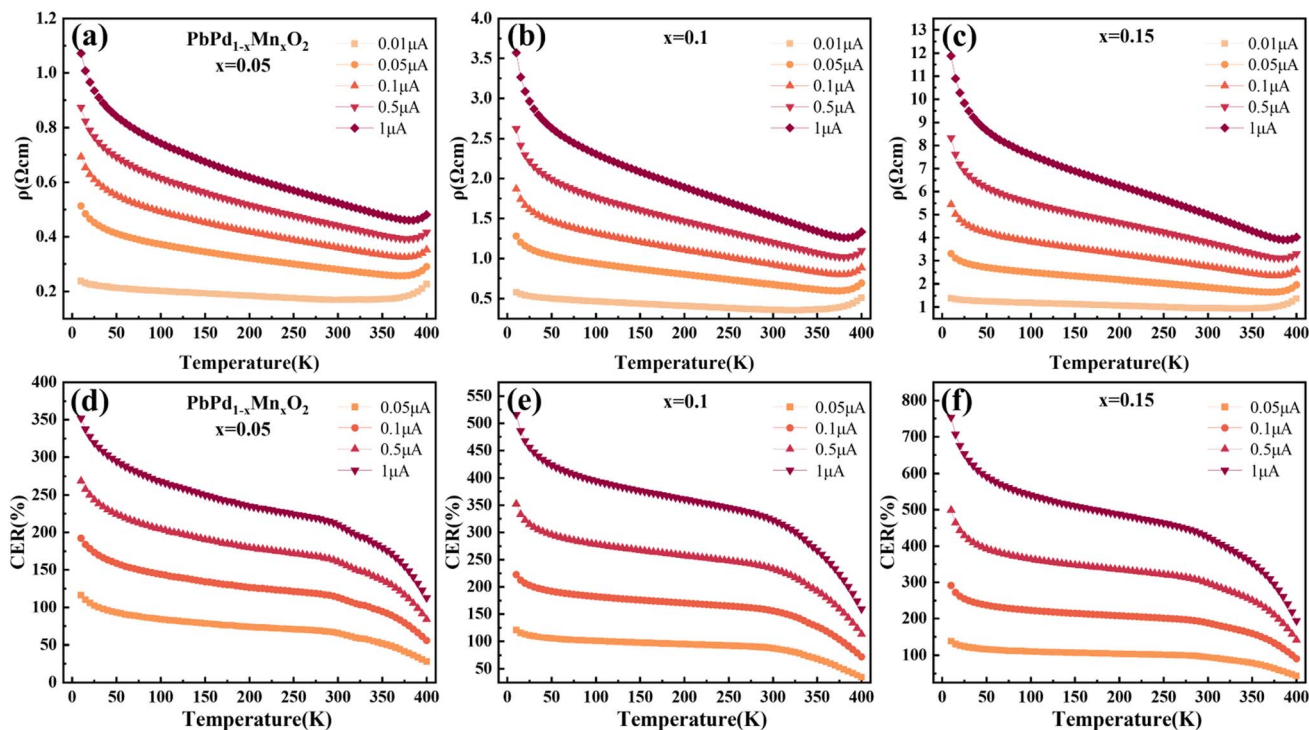 (a)
PbPd1-xMnxO2
x=0.05
0.01μA
0.05μA
0.1μA
0.5μA
1μA
1.2
1.0
0.8
0.6
0.4
0.2
ρ(Ωcm)
0 50 100 150 200 250 300 350 400
Temperature(K)
(b)
x=0.1
0.01μA
0.05μA
0.1μA
0.5μA
1μA
4.0
3.5
3.0
2.5
2.0
1.5
1.0
0.5
ρ(Ωcm)
0 50 100 150 200 250 300 350 400
Temperature(K)
(c)
x=0.15
0.01μA
0.05μA
0.1μA
0.5μA
1μA
13
12
11
10
9
8
7
6
5
4
3
2
1
ρ(Ωcm)
0 50 100 150 200 250 300 350 400
Temperature(K)
(d)
PbPd1-xMnxO2
x=0.05
0.05μA
0.1μA
0.5μA
1μA
400
350
300
250
200
150
100
50
0
CER(%)
0 50 100 150 200 250 300 350 400
Temperature(K)
(e)
x=0.1
0.05μA
0.1μA
0.5μA
1μA
550
500
450
400
350
300
250
200
150
100
50
CER(%)
0 50 100 150 200 250 300 350 400
Temperature(K)
(f)
x=0.15
0.05μA
0.1μA
0.5μA
1μA
800
700
600
500
400
300
200
100
CER(%)
0 50 100 150 200 250 300 350 400
Temperature(K)